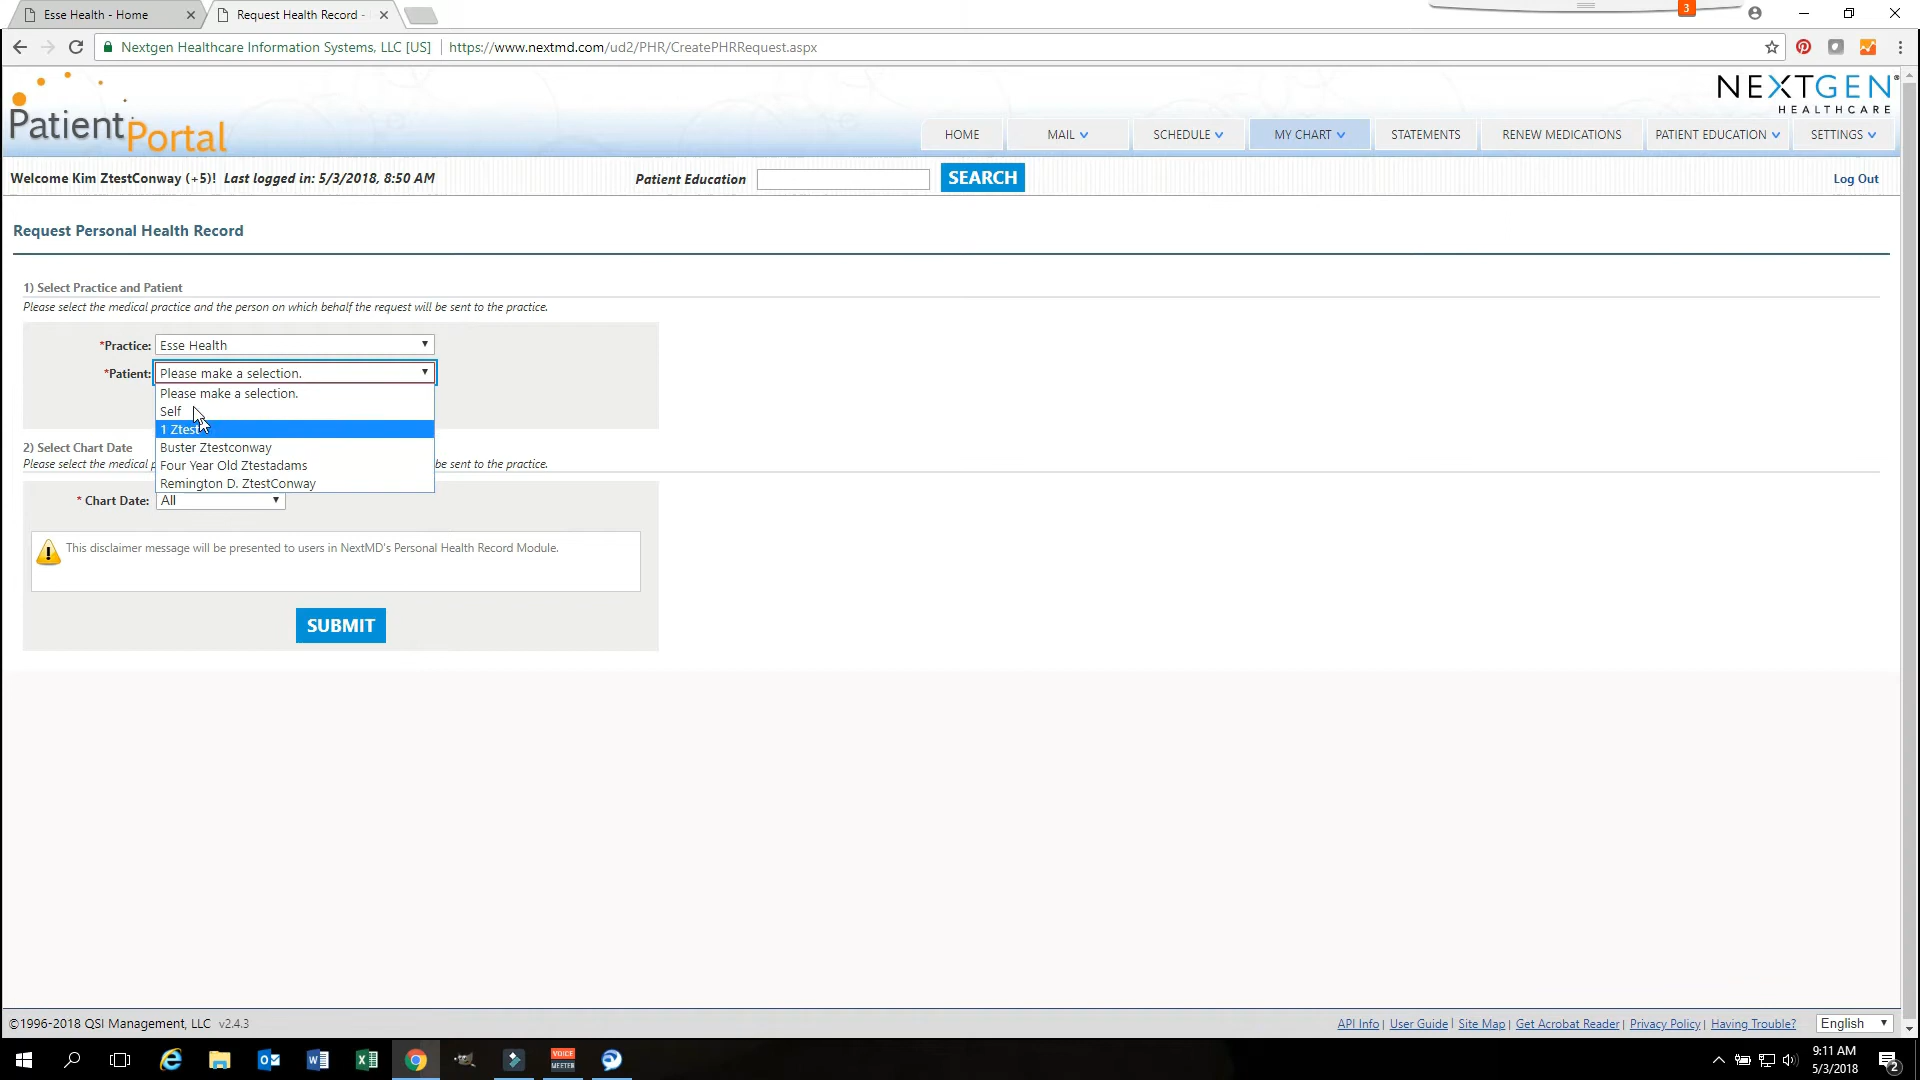 Esse Health - Home
Request Health Record -
3
Nextgen Healthcare Information Systems, LLC [US]
https://www.nextmd.com/ud2/PHR/CreatePHRRequest.aspx
PatientPortal
NEXTGEN
HEALTHCARE
HOME
MAIL
SCHEDULE
MY CHART
STATEMENTS
RENEW MEDICATIONS
PATIENT EDUCATION
SETTINGS
Welcome Kim ZtestConway (+5)! Last logged in: 5/3/2018, 8:50 AM
Patient Education
SEARCH
Log Out
Request Personal Health Record
1) Select Practice and Patient
Please select the medical practice and the person on which behalf the request will be sent to the practice.
*Practice: Esse Health
*Patient: Please make a selection.
Please make a selection.
Self
1 Ztest
Buster Ztestconway
Four Year Old Ztestadams
Remington D. ZtestConway
2) Select Chart Date
Please select the medical p
be sent to the practice.
* Chart Date: All
This disclaimer message will be presented to users in NextMD's Personal Health Record Module.
SUBMIT
©1996-2018 QSI Management, LLC v2.4.3
API Info | User Guide | Site Map | Get Acrobat Reader | Privacy Policy | Having Trouble?
English
VOICE
MEETER
9:11 AM
5/3/2018
2